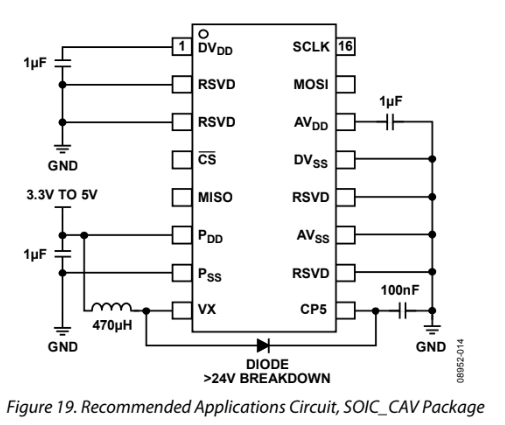 1
DVDD
SCLK
16
1µF
RSVD
MOSI
1µF
RSVD
AVDD
GND
CS
DVSS
3.3V TO 5V
MISO
RSVD
PDD
AVSS
1µF
PSS
RSVD
100nF
VX
CP5
470µH
GND
GND
DIODE
>24V BREAKDOWN
08952-014
Figure 19. Recommended Applications Circuit, SOIC_CAV Package